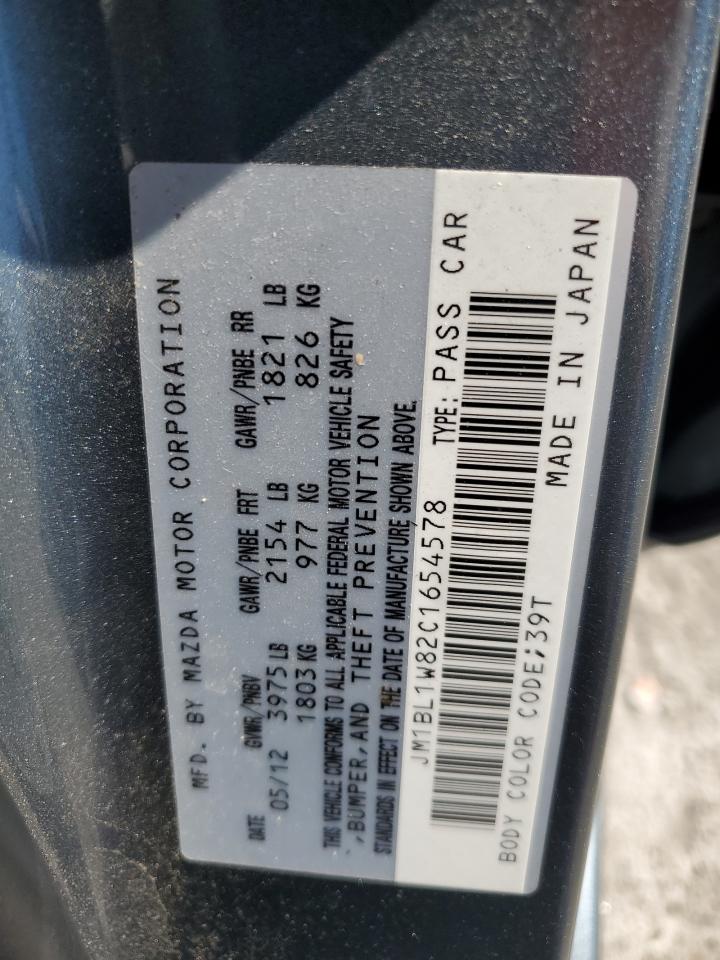 MFD. BY MAZDA MOTOR CORPORATION
DATE GVWR/PNBV GAWR/PNBE FRT GAWR/PNBE RR
05/12 3975 LB 2154 LB 1821 LB
1803 KG 977 KG 826 KG
THIS VEHICLE CONFORMS TO ALL APPLICABLE FEDERAL MOTOR VEHICLE SAFETY
,BUMPER,AND THEFT PREVENTION
STANDARDS IN EFFECT ON THE DATE OF MANUFACTURE SHOWN ABOVE.
JM1BL1W82C1654578 TYPE: PASS CAR
BODY COLOR CODE;39T MADE IN JAPAN